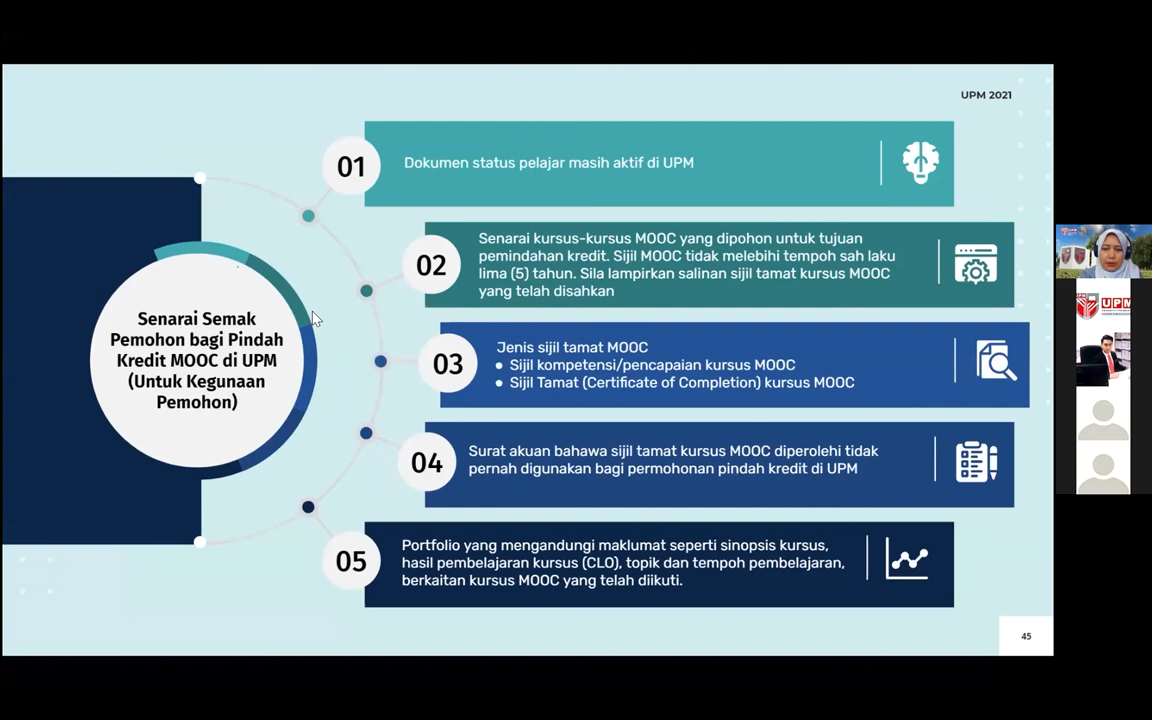 UPM 2021
Senarai Semak
Pemohon bagi Pindah
Kredit MOOC di UPM
(Untuk Kegunaan
Pemohon)
01
Dokumen status pelajar masih aktif di UPM
02
Senarai kursus-kursus MOOC yang dipohon untuk tujuan
pemindahan kredit. Sijil MOOC tidak melebihi tempoh sah laku
lima (5) tahun. Sila lampirkan salinan sijil tamat kursus MOOC
yang telah disahkan
03
Jenis sijil tamat MOOC
● Sijil kompetensi/pencapaian kursus MOOC
● Sijil Tamat (Certificate of Completion) kursus MOOC
04
Surat akuan bahawa sijil tamat kursus MOOC diperolehi tidak
pernah digunakan bagi permohonan pindah kredit di UPM
05
Portfolio yang mengandungi maklumat seperti sinopsis kursus,
hasil pembelajaran kursus (CLO), topik dan tempoh pembelajaran,
berkaitan kursus MOOC yang telah diikuti.
45
UPM